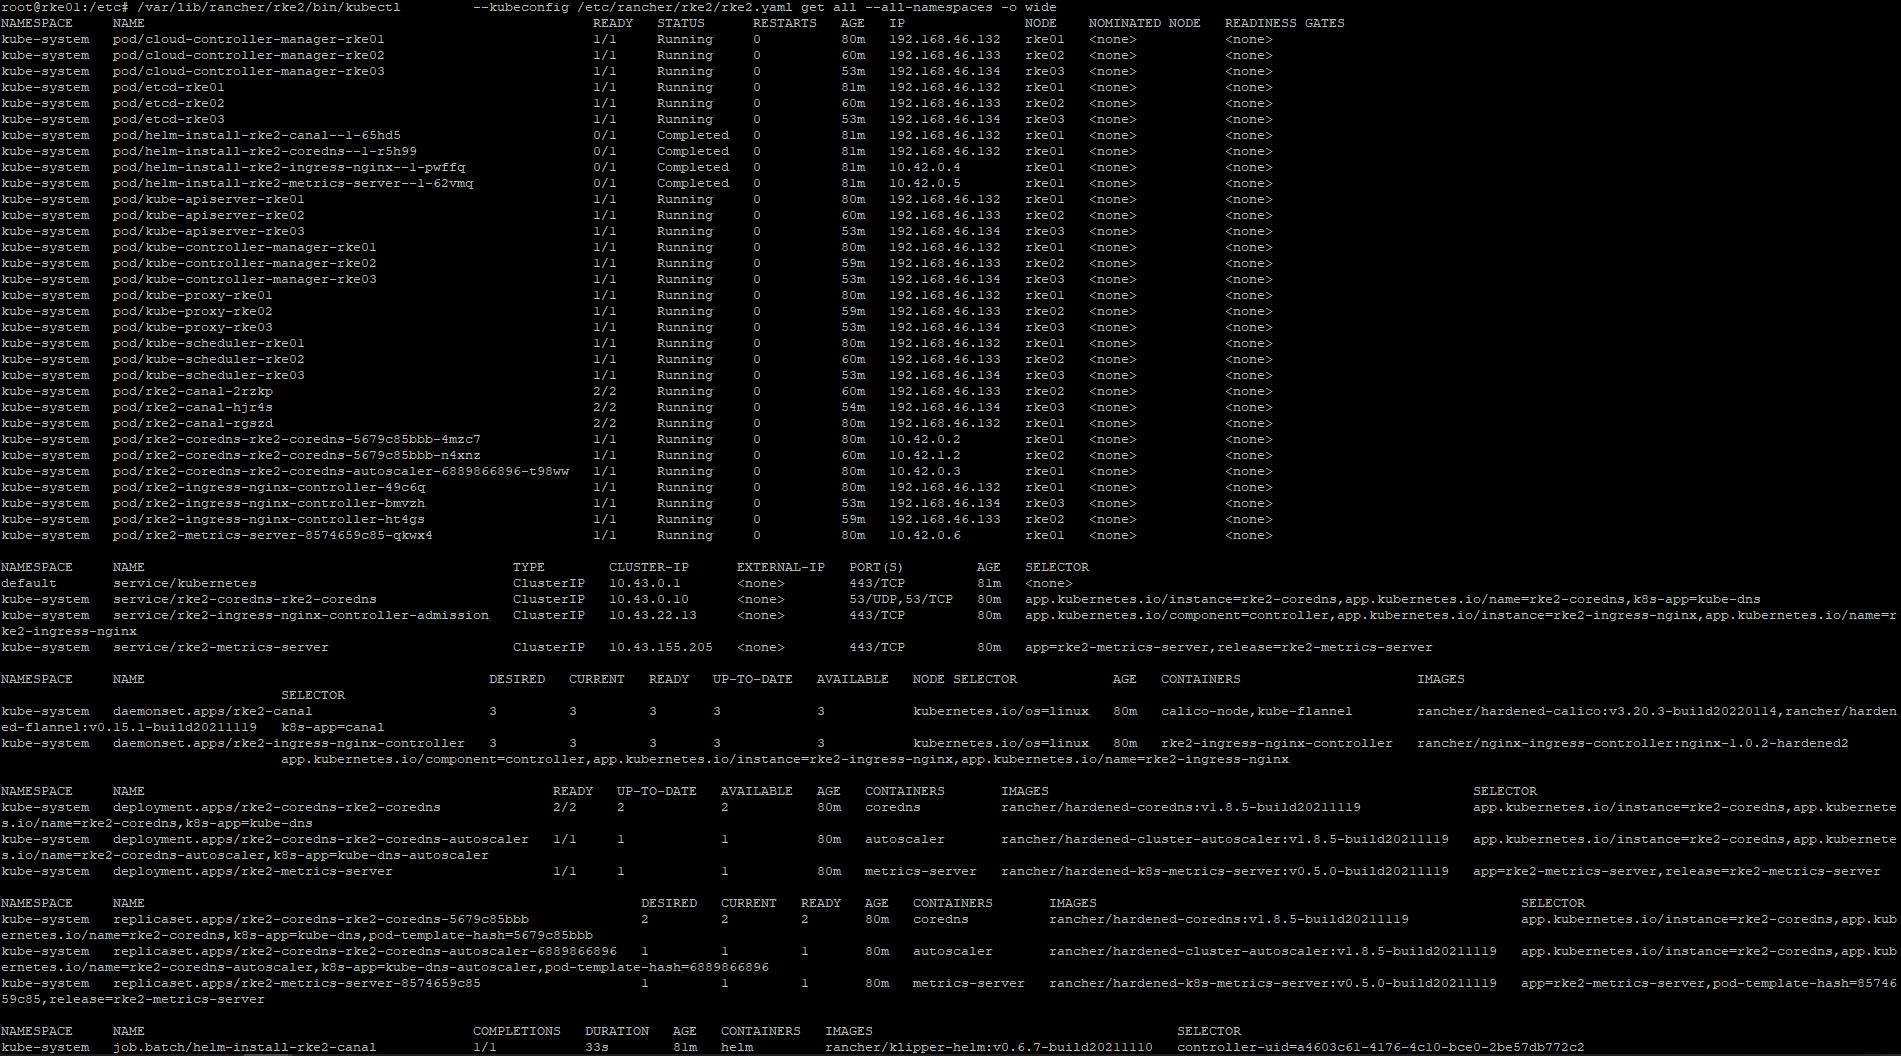 root@rke01:/etc# /var/lib/rancher/rke2/bin/kubectl         --kubeconfig /etc/rancher/rke2/rke2.yaml get all --all-namespaces -o wide
NAMESPACE     NAME                                                        READY   STATUS      RESTARTS   AGE   IP               NODE    NOMINATED NODE   READINESS GATES
kube-system   pod/cloud-controller-manager-rke01                          1/1     Running     0          80m   192.168.46.132   rke01   <none>           <none>
kube-system   pod/cloud-controller-manager-rke02                          1/1     Running     0          60m   192.168.46.133   rke02   <none>           <none>
kube-system   pod/cloud-controller-manager-rke03                          1/1     Running     0          53m   192.168.46.134   rke03   <none>           <none>
kube-system   pod/etcd-rke01                                              1/1     Running     0          81m   192.168.46.132   rke01   <none>           <none>
kube-system   pod/etcd-rke02                                              1/1     Running     0          60m   192.168.46.133   rke02   <none>           <none>
kube-system   pod/etcd-rke03                                              1/1     Running     0          53m   192.168.46.134   rke03   <none>           <none>
kube-system   pod/helm-install-rke2-canal--1-65hd5                        0/1     Completed   0          81m   192.168.46.132   rke01   <none>           <none>
kube-system   pod/helm-install-rke2-coredns--1-r5h99                      0/1     Completed   0          81m   192.168.46.132   rke01   <none>           <none>
kube-system   pod/helm-install-rke2-ingress-nginx--1-pwffq                0/1     Completed   0          81m   10.42.0.4        rke01   <none>           <none>
kube-system   pod/helm-install-rke2-metrics-server--1-62vmq               0/1     Completed   0          81m   10.42.0.5        rke01   <none>           <none>
kube-system   pod/kube-apiserver-rke01                                    1/1     Running     0          80m   192.168.46.132   rke01   <none>           <none>
kube-system   pod/kube-apiserver-rke02                                    1/1     Running     0          60m   192.168.46.133   rke02   <none>           <none>
kube-system   pod/kube-apiserver-rke03                                    1/1     Running     0          53m   192.168.46.134   rke03   <none>           <none>
kube-system   pod/kube-controller-manager-rke01                           1/1     Running     0          80m   192.168.46.132   rke01   <none>           <none>
kube-system   pod/kube-controller-manager-rke02                           1/1     Running     0          59m   192.168.46.133   rke02   <none>           <none>
kube-system   pod/kube-controller-manager-rke03                           1/1     Running     0          53m   192.168.46.134   rke03   <none>           <none>
kube-system   pod/kube-proxy-rke01                                        1/1     Running     0          80m   192.168.46.132   rke01   <none>           <none>
kube-system   pod/kube-proxy-rke02                                        1/1     Running     0          59m   192.168.46.133   rke02   <none>           <none>
kube-system   pod/kube-proxy-rke03                                        1/1     Running     0          53m   192.168.46.134   rke03   <none>           <none>
kube-system   pod/kube-scheduler-rke01                                    1/1     Running     0          80m   192.168.46.132   rke01   <none>           <none>
kube-system   pod/kube-scheduler-rke02                                    1/1     Running     0          60m   192.168.46.133   rke02   <none>           <none>
kube-system   pod/kube-scheduler-rke03                                    1/1     Running     0          53m   192.168.46.134   rke03   <none>           <none>
kube-system   pod/rke2-canal-2rzkp                                        2/2     Running     0          60m   192.168.46.133   rke02   <none>           <none>
kube-system   pod/rke2-canal-hjr4s                                        2/2     Running     0          54m   192.168.46.134   rke03   <none>           <none>
kube-system   pod/rke2-canal-rgszd                                        2/2     Running     0          80m   192.168.46.132   rke01   <none>           <none>
kube-system   pod/rke2-coredns-rke2-coredns-5679c85bbb-4mzc7              1/1     Running     0          80m   10.42.0.2        rke01   <none>           <none>
kube-system   pod/rke2-coredns-rke2-coredns-5679c85bbb-n4xnz              1/1     Running     0          60m   10.42.1.2        rke02   <none>           <none>
kube-system   pod/rke2-coredns-rke2-coredns-autoscaler-6889866896-t98ww   1/1     Running     0          80m   10.42.0.3        rke01   <none>           <none>
kube-system   pod/rke2-ingress-nginx-controller-49c6q                     1/1     Running     0          80m   192.168.46.132   rke01   <none>           <none>
kube-system   pod/rke2-ingress-nginx-controller-bmvzh                     1/1     Running     0          53m   192.168.46.134   rke03   <none>           <none>
kube-system   pod/rke2-ingress-nginx-controller-ht4gs                     1/1     Running     0          59m   192.168.46.133   rke02   <none>           <none>
kube-system   pod/rke2-metrics-server-8574659c85-qkwx4                    1/1     Running     0          80m   10.42.0.6        rke01   <none>           <none>
NAMESPACE     NAME                                              TYPE        CLUSTER-IP      EXTERNAL-IP   PORT(S)         AGE   SELECTOR
default       service/kubernetes                                ClusterIP   10.43.0.1       <none>        443/TCP         81m   <none>
kube-system   service/rke2-coredns-rke2-coredns                 ClusterIP   10.43.0.10      <none>        53/UDP,53/TCP   80m   app.kubernetes.io/instance=rke2-coredns,app.kubernetes.io/name=rke2-coredns,k8s-app=kube-dns
kube-system   service/rke2-ingress-nginx-controller-admission   ClusterIP   10.43.22.13     <none>        443/TCP         80m   app.kubernetes.io/component=controller,app.kubernetes.io/instance=rke2-ingress-nginx,app.kubernetes.io/name=r
ke2-ingress-nginx
kube-system   service/rke2-metrics-server                       ClusterIP   10.43.155.205   <none>        443/TCP         80m   app=rke2-metrics-server,release=rke2-metrics-server
NAMESPACE     NAME                                           DESIRED   CURRENT   READY   UP-TO-DATE   AVAILABLE   NODE SELECTOR            AGE   CONTAINERS                      IMAGES
SELECTOR
kube-system   daemonset.apps/rke2-canal                      3         3         3       3            3           kubernetes.io/os=linux   80m   calico-node,kube-flannel        rancher/hardened-calico:v3.20.3-build20220114,rancher/harden
ed-flannel:v0.15.1-build20211119   k8s-app=canal
kube-system   daemonset.apps/rke2-ingress-nginx-controller   3         3         3       3            3           kubernetes.io/os=linux   80m   rke2-ingress-nginx-controller   rancher/nginx-ingress-controller:nginx-1.0.2-hardened2
app.kubernetes.io/component=controller,app.kubernetes.io/instance=rke2-ingress-nginx,app.kubernetes.io/name=rke2-ingress-nginx
NAMESPACE     NAME                                                   READY   UP-TO-DATE   AVAILABLE   AGE   CONTAINERS       IMAGES                                                     SELECTOR
kube-system   deployment.apps/rke2-coredns-rke2-coredns              2/2     2            2           80m   coredns          rancher/hardened-coredns:v1.8.5-build20211119              app.kubernetes.io/instance=rke2-coredns,app.kubernete
s.io/name=rke2-coredns,k8s-app=kube-dns
kube-system   deployment.apps/rke2-coredns-rke2-coredns-autoscaler   1/1     1            1           80m   autoscaler       rancher/hardened-cluster-autoscaler:v1.8.5-build20211119   app.kubernetes.io/instance=rke2-coredns,app.kubernete
s.io/name=rke2-coredns-autoscaler,k8s-app=kube-dns-autoscaler
kube-system   deployment.apps/rke2-metrics-server                    1/1     1            1           80m   metrics-server   rancher/hardened-k8s-metrics-server:v0.5.0-build20211119   app=rke2-metrics-server,release=rke2-metrics-server
NAMESPACE     NAME                                                              DESIRED   CURRENT   READY   AGE   CONTAINERS       IMAGES                                                     SELECTOR
kube-system   replicaset.apps/rke2-coredns-rke2-coredns-5679c85bbb              2         2         2       80m   coredns          rancher/hardened-coredns:v1.8.5-build20211119              app.kubernetes.io/instance=rke2-coredns,app.kub
ernetes.io/name=rke2-coredns,k8s-app=kube-dns,pod-template-hash=5679c85bbb
kube-system   replicaset.apps/rke2-coredns-rke2-coredns-autoscaler-6889866896   1         1         1       80m   autoscaler       rancher/hardened-cluster-autoscaler:v1.8.5-build20211119   app.kubernetes.io/instance=rke2-coredns,app.kub
ernetes.io/name=rke2-coredns-autoscaler,k8s-app=kube-dns-autoscaler,pod-template-hash=6889866896
kube-system   replicaset.apps/rke2-metrics-server-8574659c85                    1         1         1       80m   metrics-server   rancher/hardened-k8s-metrics-server:v0.5.0-build20211119   app=rke2-metrics-server,pod-template-hash=85746
59c85,release=rke2-metrics-server
NAMESPACE     NAME                                         COMPLETIONS   DURATION   AGE   CONTAINERS   IMAGES                                      SELECTOR
kube-system   job.batch/helm-install-rke2-canal            1/1           33s        81m   helm         rancher/klipper-helm:v0.6.7-build20211110   controller-uid=a4603c61-4176-4c10-bce0-2be57db772c2